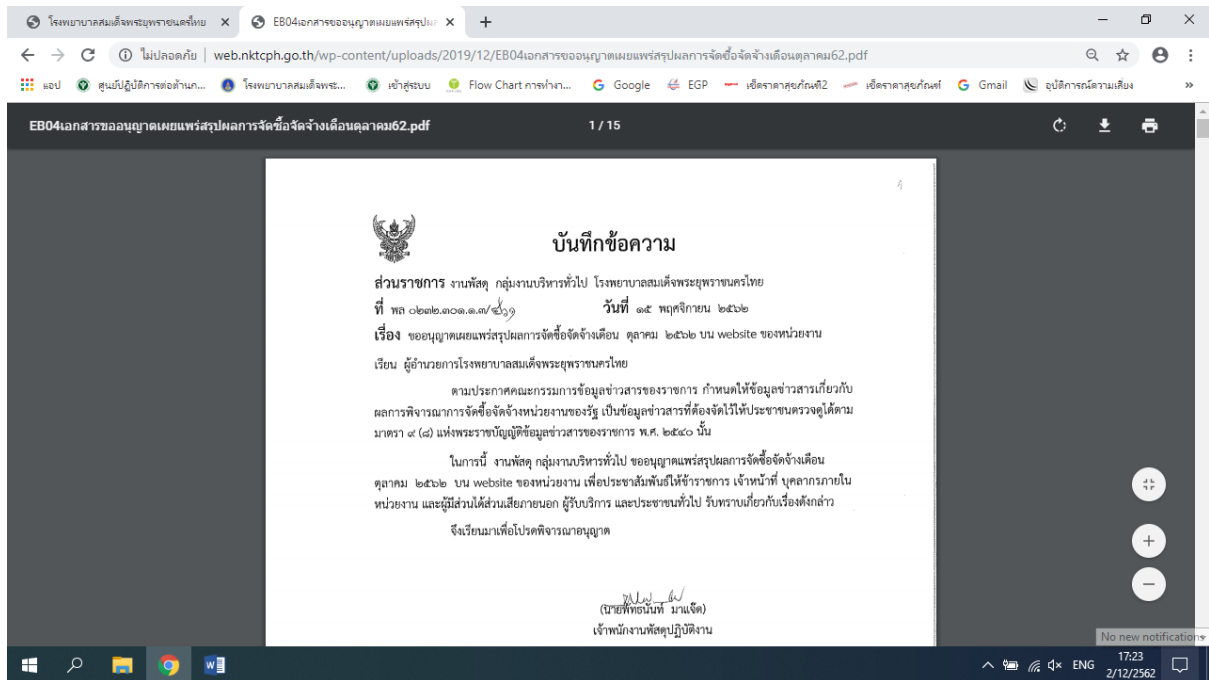 โรงพยาบาลสมเด็จพระยุพราชนครไทย
EB04เอกสารขออนุญาตเผยแพร่สรุปผล
ไม่ปลอดภัย | web.nktcph.go.th/wp-content/uploads/2019/12/EB04เอกสารขออนุญาตเผยแพร่สรุปผลการจัดซื้อจัดจ้างเดือนตุลาคม62.pdf
แอป ศูนย์ปฏิบัติการต่อต้านก... โรงพยาบาลสมเด็จพระ... เข้าสู่ระบบ Flow Chart การทำงา... Google EGP เช็คราคาสุขภัณฑ์2 เช็คราคาสุขภัณฑ์ Gmail อุบัติการณ์ความเสี่ยง »
EB04เอกสารขออนุญาตเผยแพร่สรุปผลการจัดซื้อจัดจ้างเดือนตุลาคม62.pdf 1 / 15
บันทึกข้อความ
ส่วนราชการ งานพัสดุ กลุ่มงานบริหารทั่วไป โรงพยาบาลสมเด็จพระยุพราชนครไทย
ที่ พล ๐๒๓๒.๓๐๑.๑.๓/ วันที่ ๑๕ พฤศจิกายน ๒๕๖๒
เรื่อง ขออนุญาตเผยแพร่สรุปผลการจัดซื้อจัดจ้างเดือน ตุลาคม ๒๕๖๒ บน website ของหน่วยงาน
เรียน ผู้อำนวยการโรงพยาบาลสมเด็จพระยุพราชนครไทย
ตามประกาศคณะกรรมการข้อมูลข่าวสารของราชการ กำหนดให้ข้อมูลข่าวสารเกี่ยวกับ
ผลการพิจารณาการจัดซื้อจัดจ้างหน่วยงานของรัฐ เป็นข้อมูลข่าวสารที่ต้องจัดไว้ให้ประชาชนตรวจดูได้ตาม
มาตรา ๙ (๘) แห่งพระราชบัญญัติข้อมูลข่าวสารของราชการ พ.ศ. ๒๕๔๐ นั้น
ในการนี้ งานพัสดุ กลุ่มงานบริหารทั่วไป ขออนุญาตแพร่สรุปผลการจัดซื้อจัดจ้างเดือน
ตุลาคม ๒๕๖๒ บน website ของหน่วยงาน เพื่อประชาสัมพันธ์ให้ข้าราชการ เจ้าหน้าที่ บุคลากรภายใน
หน่วยงาน และผู้มีส่วนได้ส่วนเสียภายนอก ผู้รับบริการ และประชาชนทั่วไป รับทราบเกี่ยวกับเรื่องดังกล่าว
จึงเรียนมาเพื่อโปรดพิจารณาอนุญาต
(นายพัทธนันท์ มาแจ๊ด)
เจ้าพนักงานพัสดุปฏิบัติงาน
No new notifications
ENG 17:23
2/12/2562